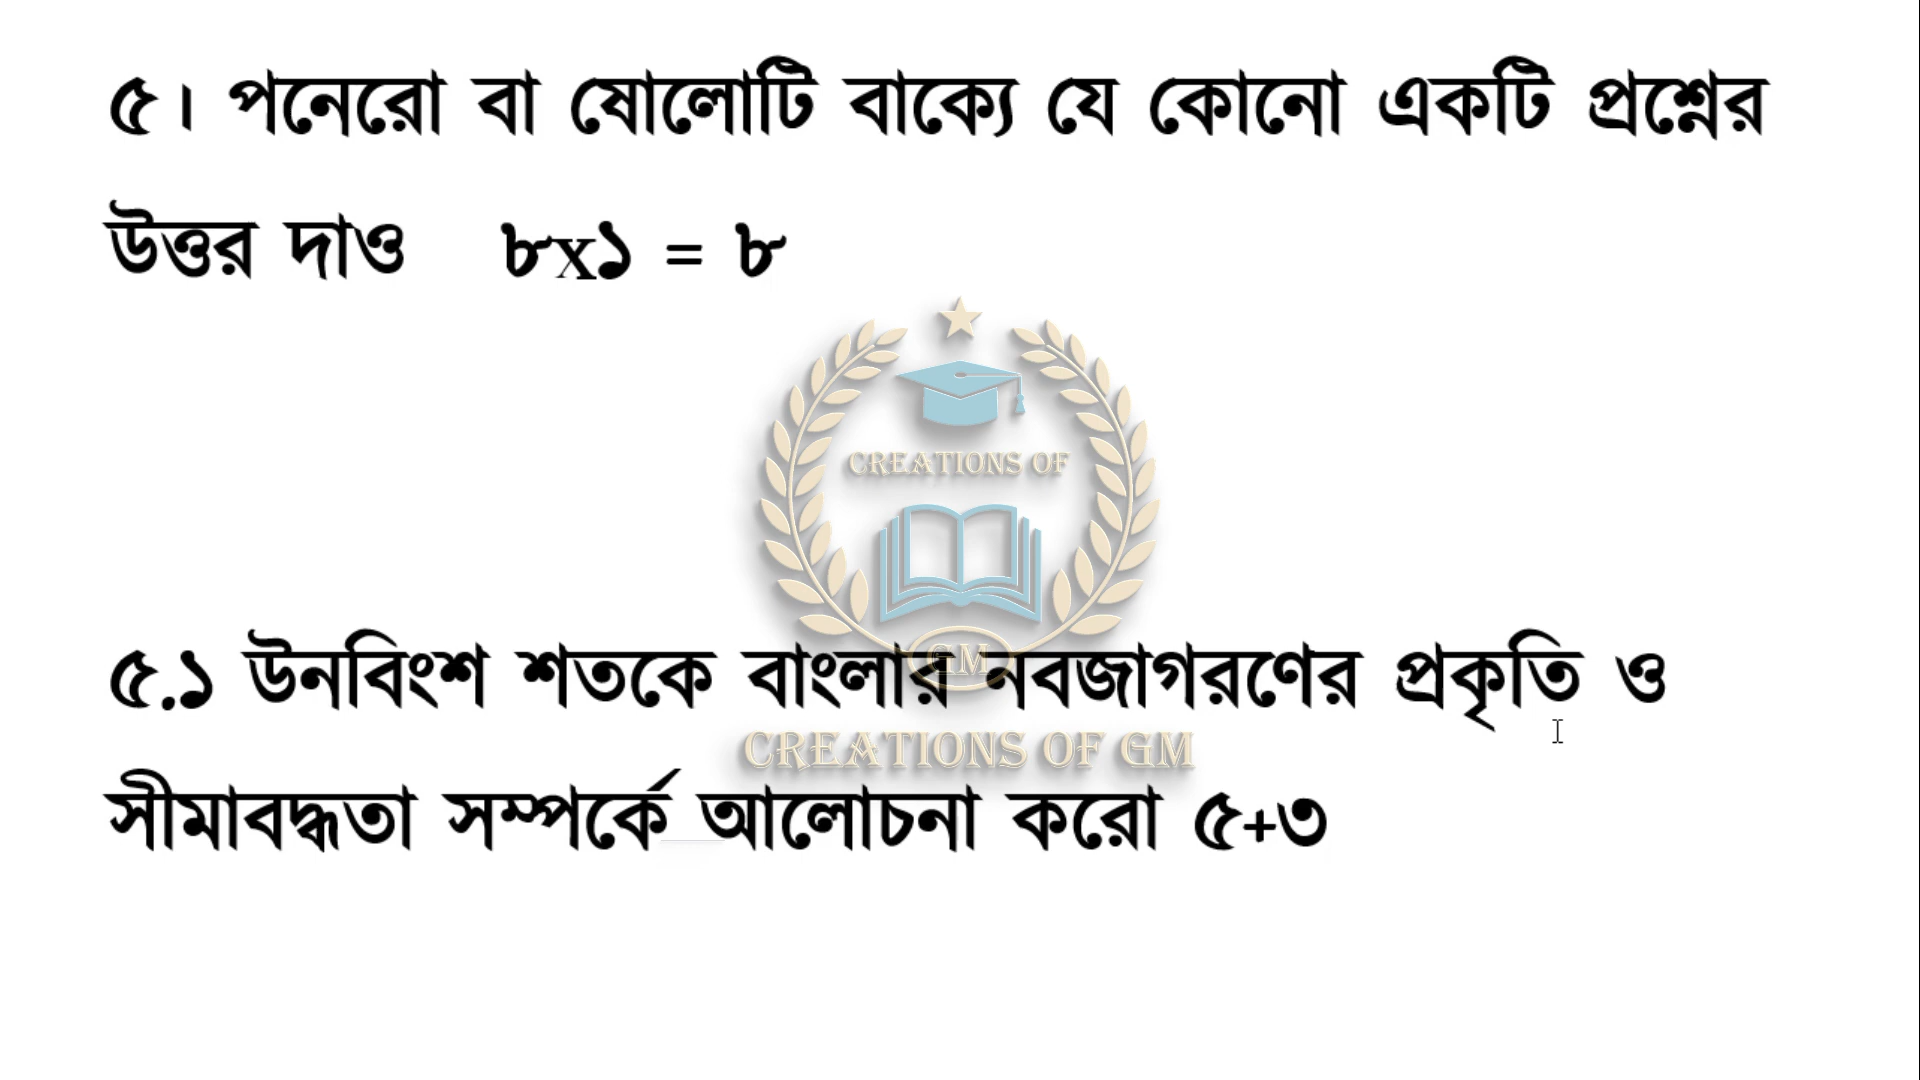 ৫। পনেরো বা ষোলোটি বাক্যে যে কোনো একটি প্রশ্নের
উত্তর দাও ৮x১ = ৮
CREATIONS OF
GM
৫.১ উনবিংশ শতকে বাংলার নবজাগরণের প্রকৃতি ও
CREATIONS OF GM
সীমাবদ্ধতা সম্পর্কে আলোচনা করো ৫+৩